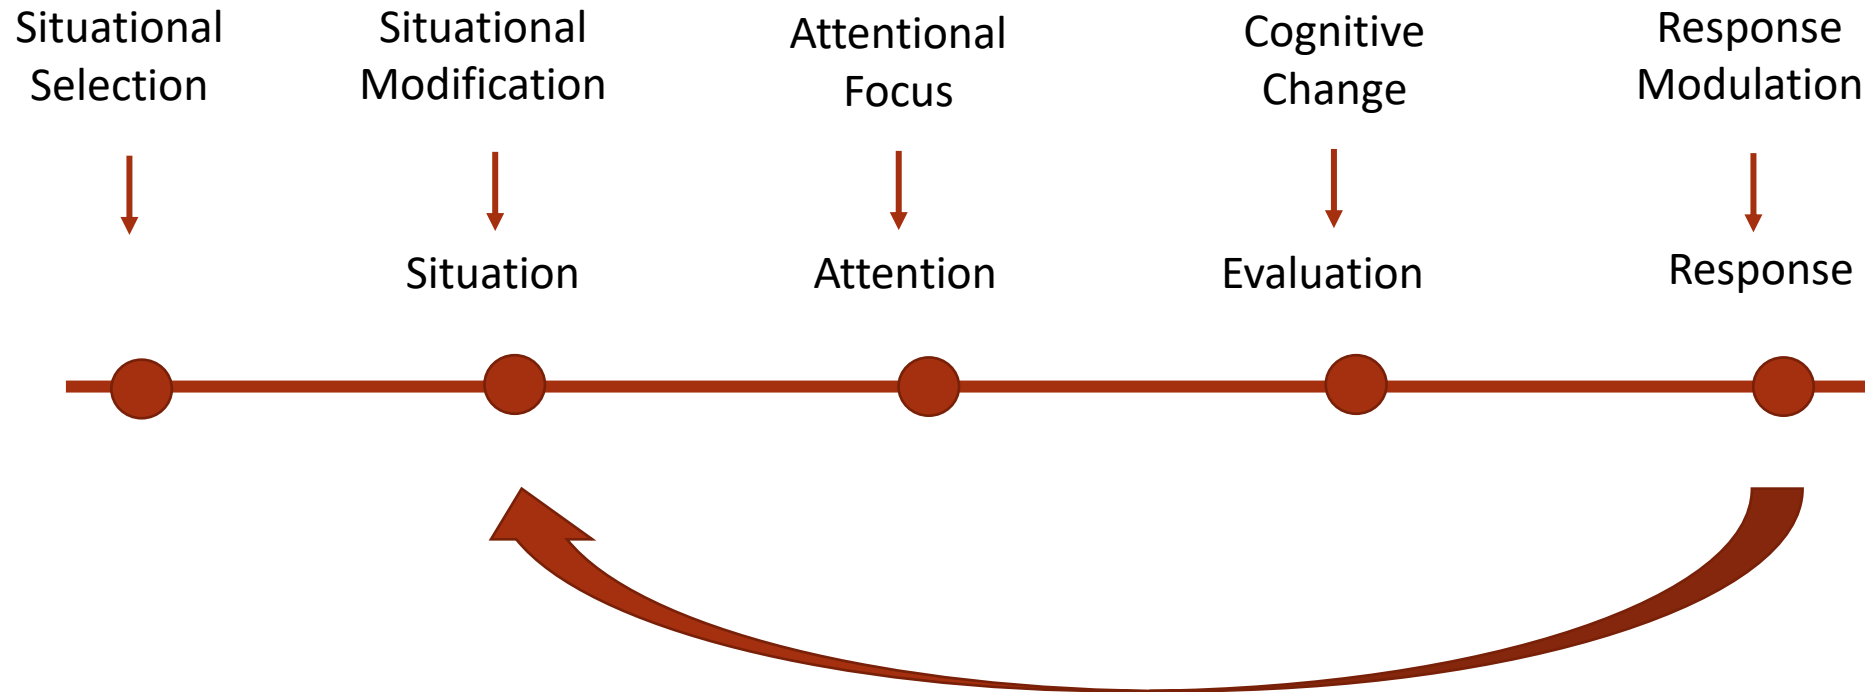 Situational
Selection
Situational
Modification
Attentional
Focus
Cognitive
Change
Response
Modulation
Situation
Attention
Evaluation
Response